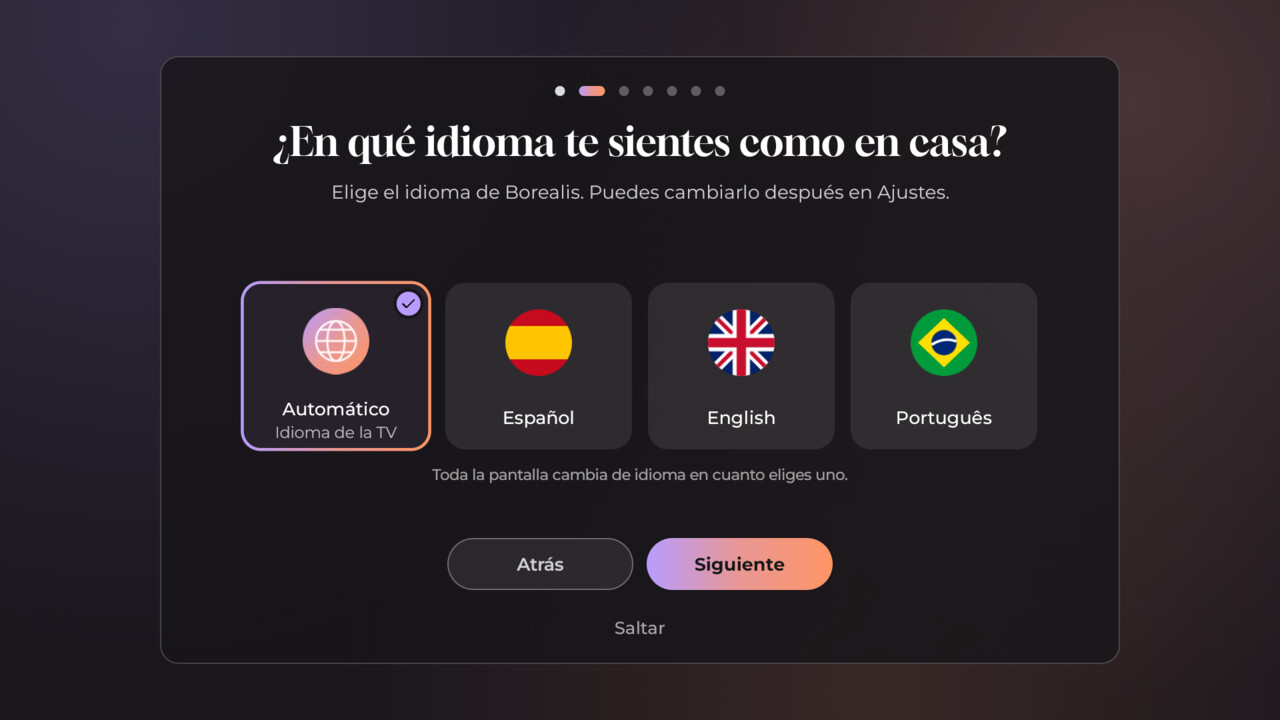 ¿En qué idioma te sientes como en casa?
Elige el idioma de Borealis. Puedes cambiarlo después en Ajustes.
Automático
Idioma de la TV
Español
English
Português
Toda la pantalla cambia de idioma en cuanto eliges uno.
Atrás
Siguiente
Saltar